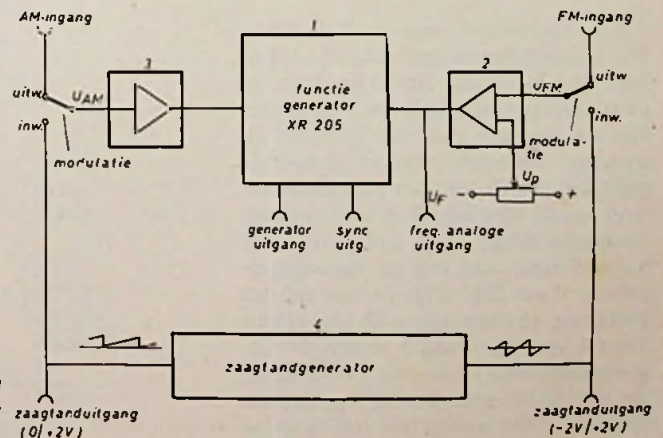 AM-ingang
1
FM-ingang
3
functie
generator
XR 205
2
uitw.
UAM
UFM
uitw
inw.
inw.
modulatie
modula-
tie
Up
UF
-
+
generator
uitgang
sync
uitg.
freq. analoge
uitgang
4
zaagtandgenerator
zaagtanduitgang
(0/+2V)
zaagtanduitgang
(-2V/+2V)